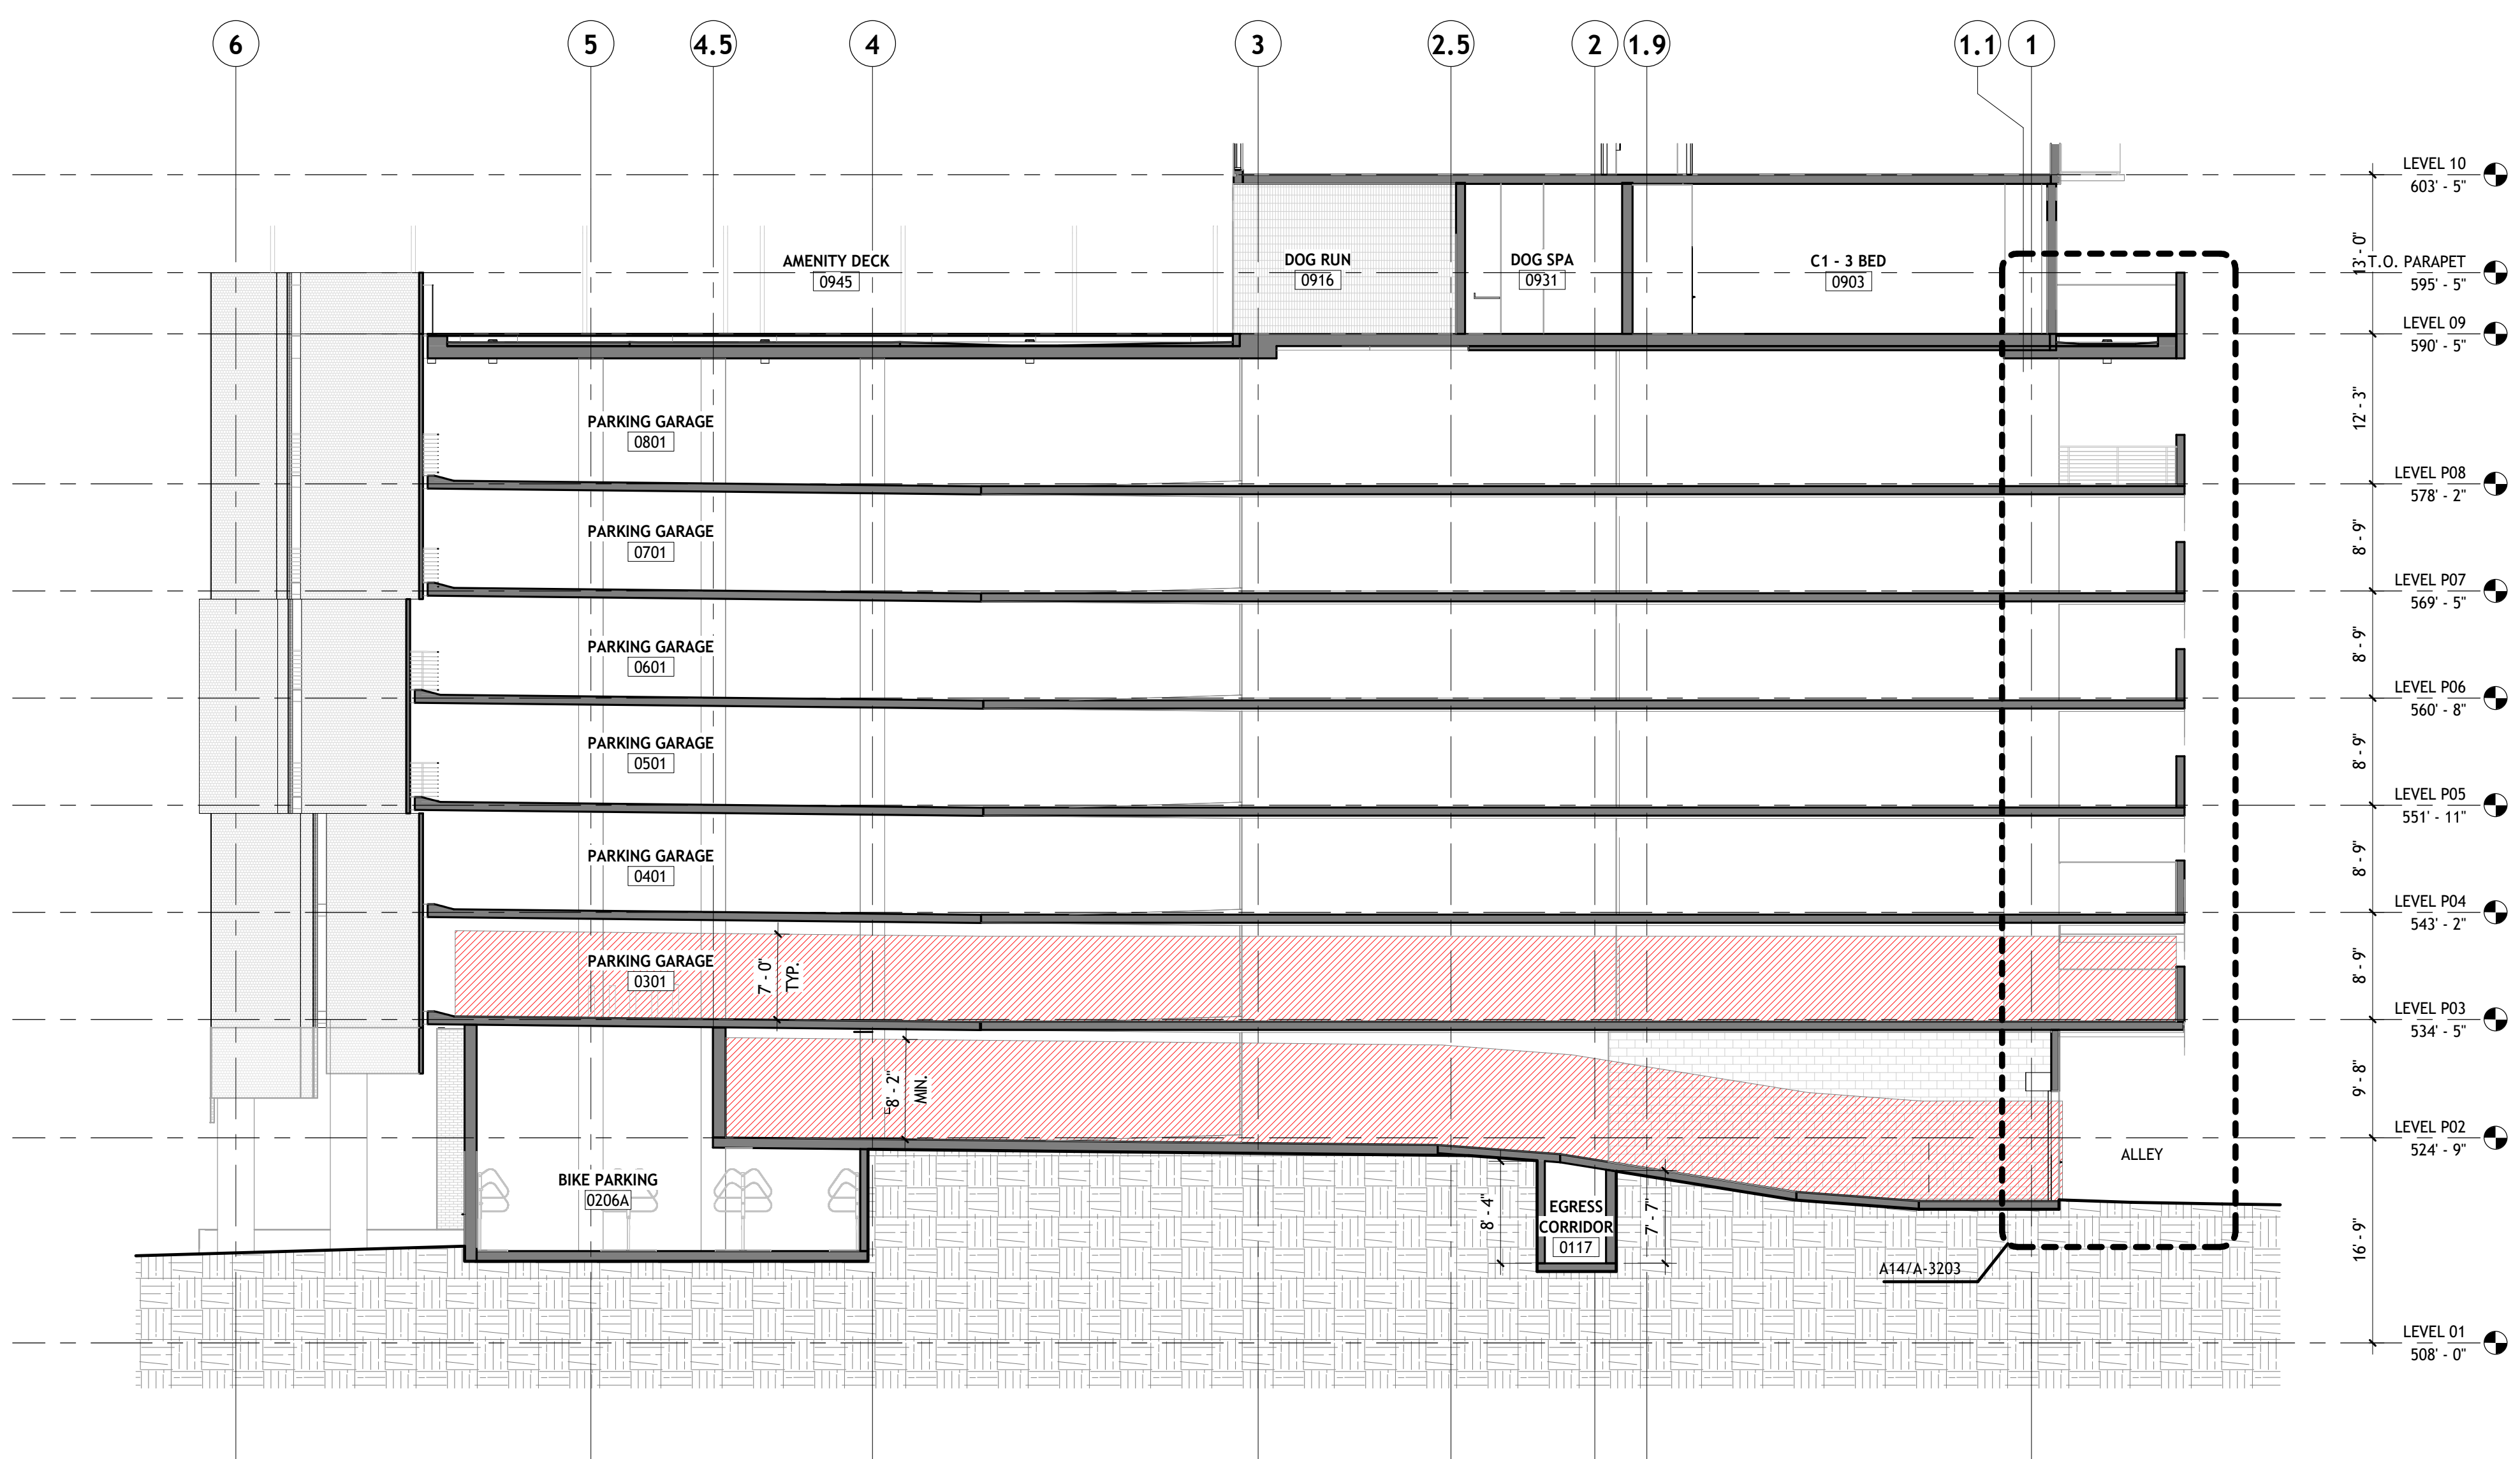 6
5
4.5
4
3
2.5
2
1.9
1.1
1
LEVEL 10
603' - 5"
13' - 0"
AMENITY DECK
0945
DOG RUN
0916
DOG SPA
0931
C1 - 3 BED
0903
T.O. PARAPET
595' - 5"
LEVEL 09
590' - 5"
12' - 3"
PARKING GARAGE
0801
LEVEL P08
578' - 2"
8' - 9"
PARKING GARAGE
0701
LEVEL P07
569' - 5"
8' - 9"
PARKING GARAGE
0601
LEVEL P06
560' - 8"
8' - 9"
PARKING GARAGE
0501
LEVEL P05
551' - 11"
8' - 9"
PARKING GARAGE
0401
LEVEL P04
543' - 2"
8' - 9"
PARKING GARAGE
0301
7' - 0"
TYP.
LEVEL P03
534' - 5"
9' - 8"
8' - 2"
MIN.
LEVEL P02
524' - 9"
ALLEY
BIKE PARKING
0206A
8' - 4"
EGRESS
CORRIDOR
0117
7' - 7"
16' - 9"
A14/A-3203
LEVEL 01
508' - 0"